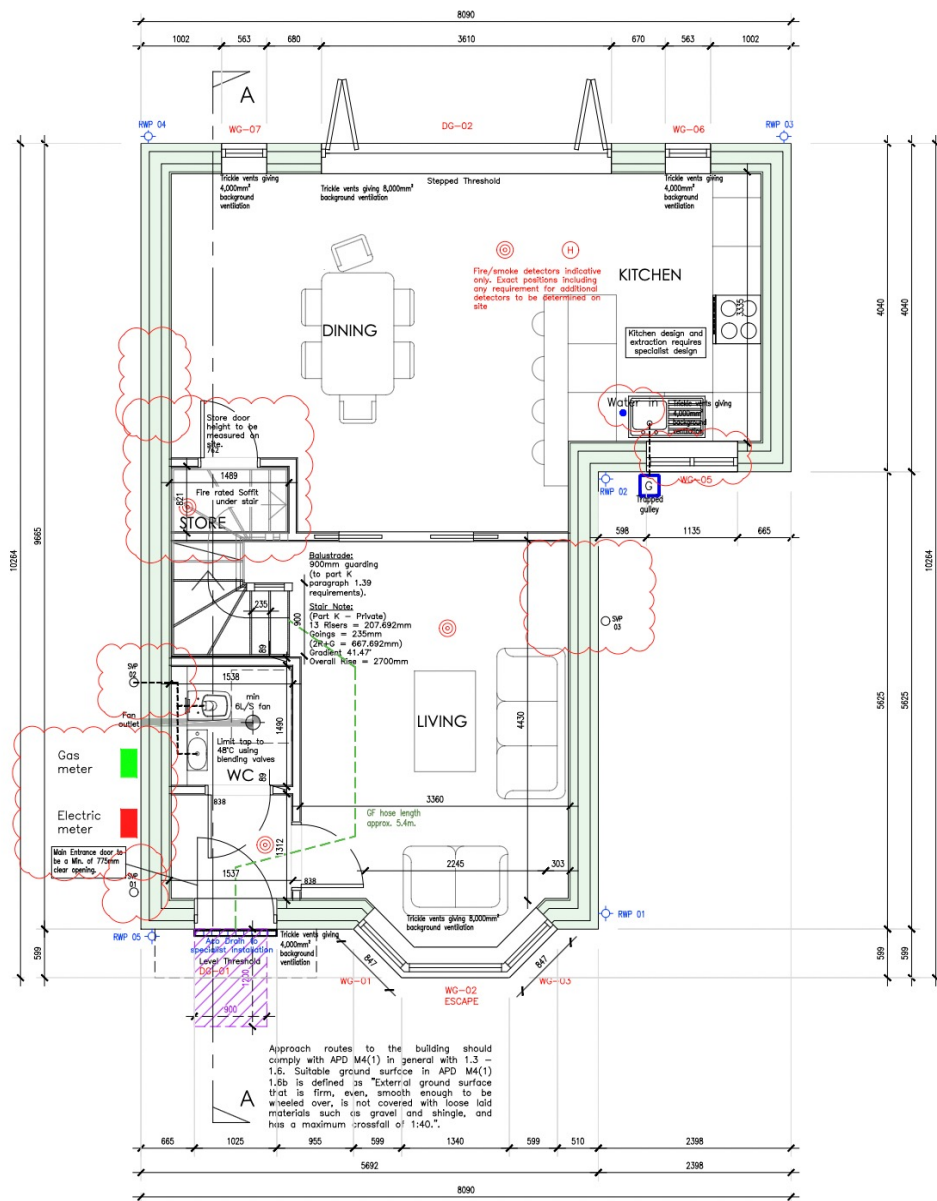 8090
1002
563
680
3610
670
563
1002
A
RWP 04
WG-07
DG-02
WG-06
RWP 03
Trickle vents giving
4,000mm²
background
ventilation
Trickle vents giving 8,000mm²
background ventilation
Stepped Threshold
Trickle vents giving
4,000mm²
background
ventilation
Fire/smoke detectors indicative
only. Exact positions including
any requirement for additional
detectors to be determined on
site
H
KITCHEN
3335
DINING
Kitchen design and
extraction requires
specialist design
4040
4040
Water in
Trickle vents giving
4,000mm²
background
ventilation
Store door
height to be
measured on
site.
762
1489
Fire rated Soffit
under stair
821
STORE
RWP 02
G
Trapped
gulley
WG-05
598
1135
665
10264
9665
10264
Balustrade:
900mm guarding
(to part K
paragraph 1.39
requirements).
Stair Note:
(Part K - Private)
13 Risers = 207.692mm
Goings = 235mm
(2R+G = 667.692mm)
Gradient 41.47°
Overall Rise = 2700mm
235
900
89
SVP
03
SVP
02
1538
min
6L/S fan
Fan
outlet
1490
Limit tap to
48°C using
blending valves
WC
89
LIVING
4430
5625
5625
Gas
meter
Electric
meter
838
3360
GF hose length
approx. 5.4m.
Main Entrance door to
be a Min. of 775mm
clear opening.
1312
SVP
01
1537
838
2245
303
RWP 05
Aco Drain to
specialist installation
Level Threshold
DG-01
Trickle vents giving
4,000mm²
background
ventilation
Trickle vents giving 8,000mm²
background ventilation
RWP 01
599
599
599
1200
900
847
847
WG-01
WG-02
ESCAPE
WG-03
Approach routes to the building should
comply with APD M4(1) in general with 1.3 –
1.6. Suitable ground surface in APD M4(1)
1.6b is defined as "External ground surface
that is firm, even, smooth enough to be
wheeled over, is not covered with loose laid
materials such as gravel and shingle, and
has a maximum crossfall of 1:40.".
A
665
1025
955
599
1340
599
510
2398
5692
2398
8090